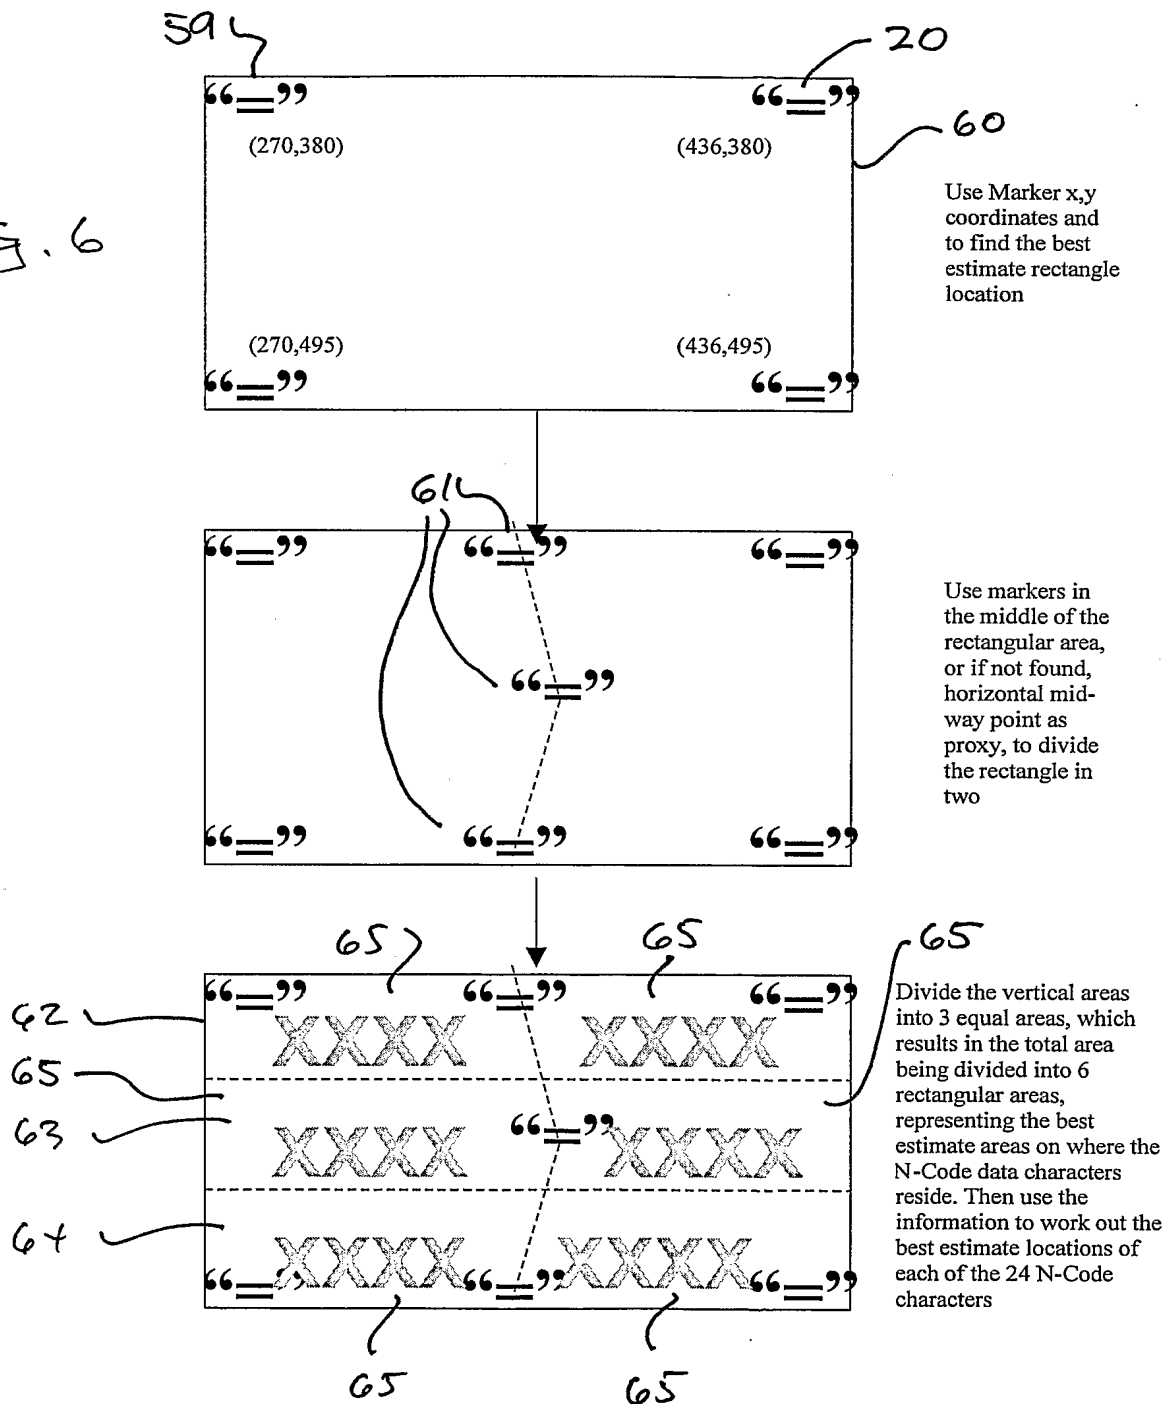 59
20
“=”
“=”
60
(270,380)
(436,380)
Use Marker x,y
coordinates and
to find the best
estimate rectangle
location
. 6
(270,495)
(436,495)
“=”
“=”
61
“=”
“=”
“=”
Use markers in
the middle of the
rectangular area,
or if not found,
horizontal mid-
way point as
proxy, to divide
the rectangle in
two
“=”
“=”
“=”
“=”
65
65
65
“=”
“=”
“=”
Divide the vertical areas
into 3 equal areas, which
results in the total area
being divided into 6
rectangular areas,
representing the best
estimate areas on where the
N-Code data characters
reside. Then use the
information to work out the
best estimate locations of
each of the 24 N-Code
characters
62
XXXX
XXXX
65
63
“=”
XXXX
XXXX
64
XXXX
XXXX
“=”
“=”
“=”
65
65